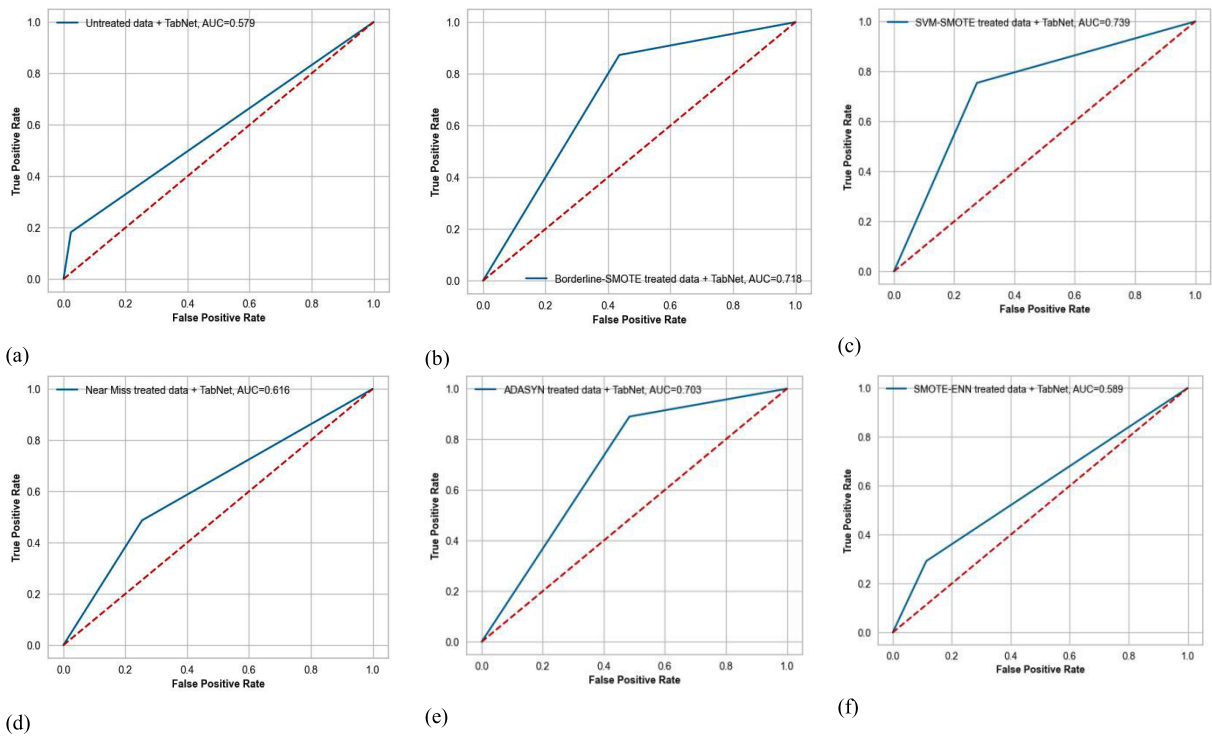 Untreated data + TabNet, AUC=0.579
1.0
0.8
0.6
0.4
0.2
0.0
True Positive Rate
0.0 0.2 0.4 0.6 0.8 1.0
False Positive Rate
(a)
1.0
0.8
0.6
0.4
0.2
0.0
True Positive Rate
Borderline-SMOTE treated data + TabNet, AUC=0.718
0.0 0.2 0.4 0.6 0.8 1.0
False Positive Rate
(b)
SVM-SMOTE treated data + TabNet, AUC=0.739
1.0
0.8
0.6
0.4
0.2
0.0
True Positive Rate
0.0 0.2 0.4 0.6 0.8 1.0
False Positive Rate
(c)
Near Miss treated data + TabNet, AUC=0.616
1.0
0.8
0.6
0.4
0.2
0.0
True Positive Rate
0.0 0.2 0.4 0.6 0.8 1.0
False Positive Rate
(d)
ADASYN treated data + TabNet, AUC=0.703
1.0
0.8
0.6
0.4
0.2
0.0
True Positive Rate
0.0 0.2 0.4 0.6 0.8 1.0
False Positive Rate
(e)
SMOTE-ENN treated data + TabNet, AUC=0.589
1.0
0.8
0.6
0.4
0.2
0.0
True Positive Rate
0.0 0.2 0.4 0.6 0.8 1.0
False Positive Rate
(f)